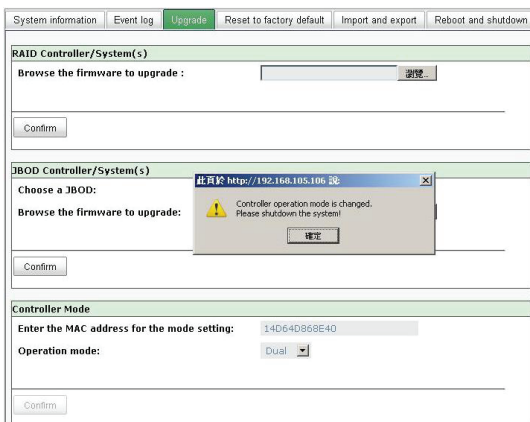 System information Event log Upgrade Reset to factory default Import and export Reboot and shutdown
RAID Controller/System(s)
Browse the firmware to upgrade :
瀏覽...
Confirm
JBOD Controller/System(s)
Choose a JBOD:
Browse the firmware to upgrade:
此頁於 http://192.168.105.106 說:
Controller operation mode is changed.
Please shutdown the system!
確定
Confirm
Controller Mode
Enter the MAC address for the mode setting: 14D64D868E40
Operation mode: Dual
Confirm